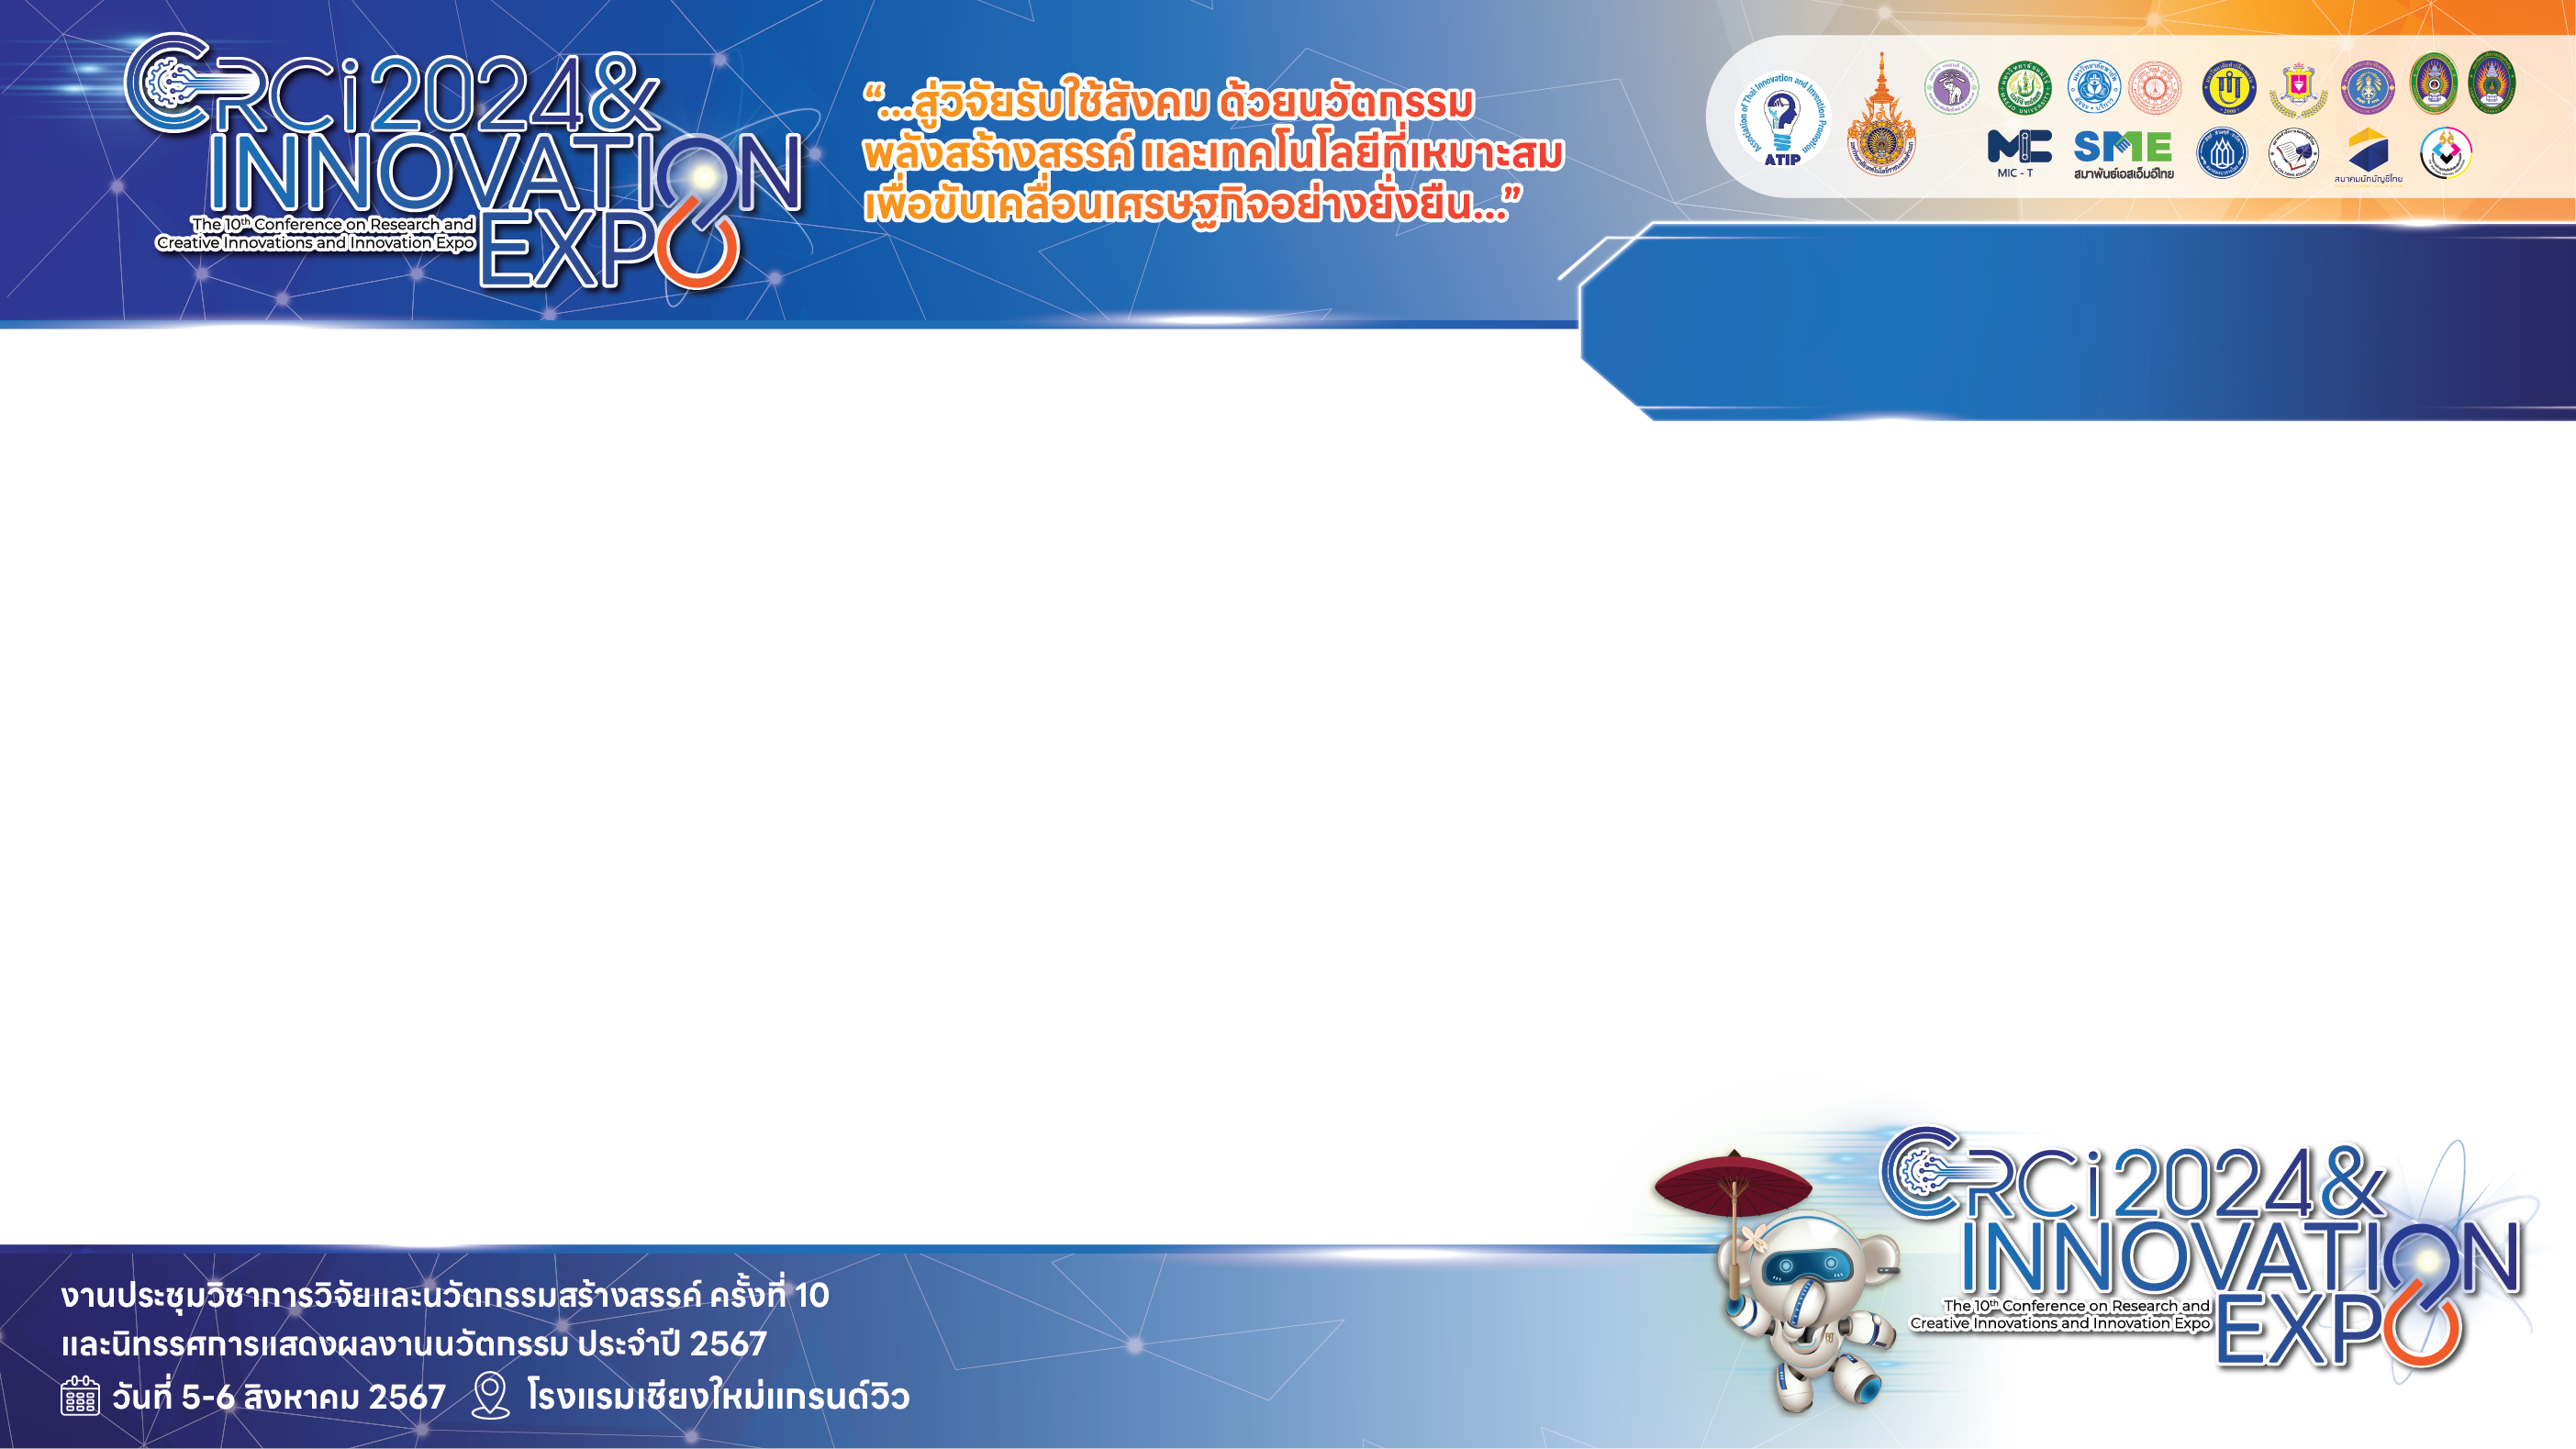 CRCi 2024 &
INNOVATION
EXPO
The 10th Conference on Research and
Creative Innovations and Innovation Expo
“...สู่วิจัยรับใช้สังคม ด้วยนวัตกรรม
พลังสร้างสรรค์ และเทคโนโลยีที่เหมาะสม
เพื่อขับเคลื่อนเศรษฐกิจอย่างยั่งยืน...”
Association of Thai Innovation and Invention Promotion
ATIP
MIC - T
SME
สมาพันธ์เอสเอ็มอีไทย
สมาคมนักบัญชีไทย
CRCi 2024 &
INNOVATION
EXPO
The 10th Conference on Research and
Creative Innovations and Innovation Expo
งานประชุมวิชาการวิจัยและนวัตกรรมสร้างสรรค์ ครั้งที่ 10
และนิทรรศการแสดงผลงานนวัตกรรม ประจำปี 2567
วันที่ 5-6 สิงหาคม 2567 โรงแรมเชียงใหม่แกรนด์วิว